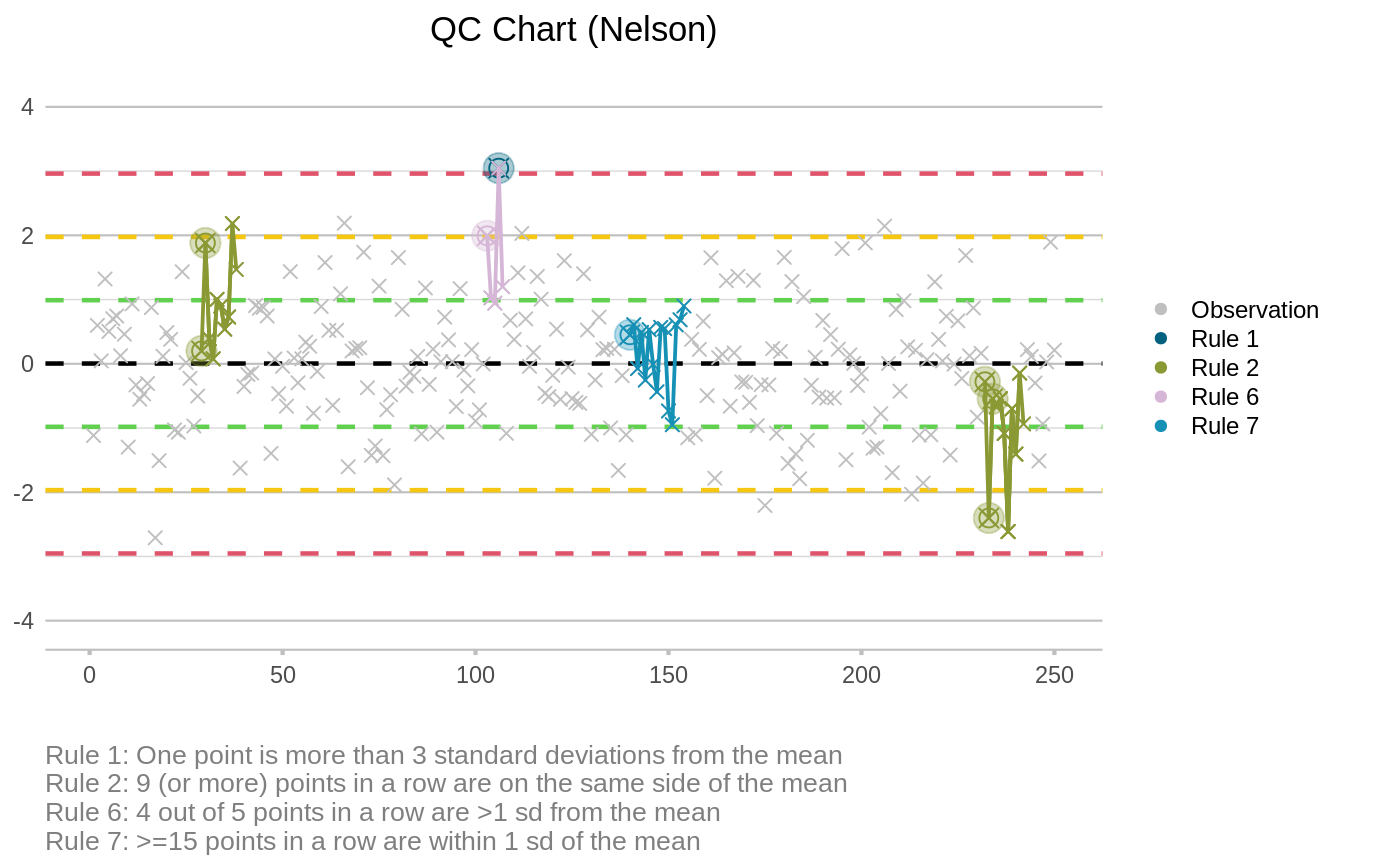 QC Chart (Nelson)
4
2
0
-2
-4
0 50 100 150 200 250
Observation
Rule 1
Rule 2
Rule 6
Rule 7
Rule 1: One point is more than 3 standard deviations from the mean
Rule 2: 9 (or more) points in a row are on the same side of the mean
Rule 6: 4 out of 5 points in a row are >1 sd from the mean
Rule 7: >=15 points in a row are within 1 sd of the mean